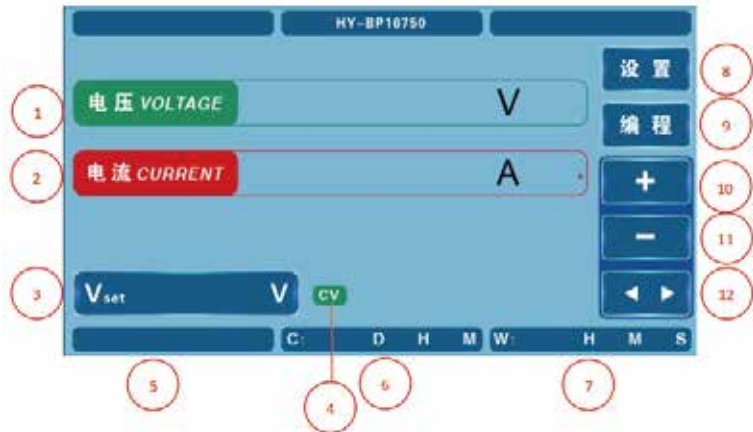 HY-BP16750
设置
8
1
电压 VOLTAGE
V
编程
9
2
电流 CURRENT
A
+
10
−
11
3
Vset
V
CV
◀ ▶
12
C: D H M
W: H M S
5
4
6
7